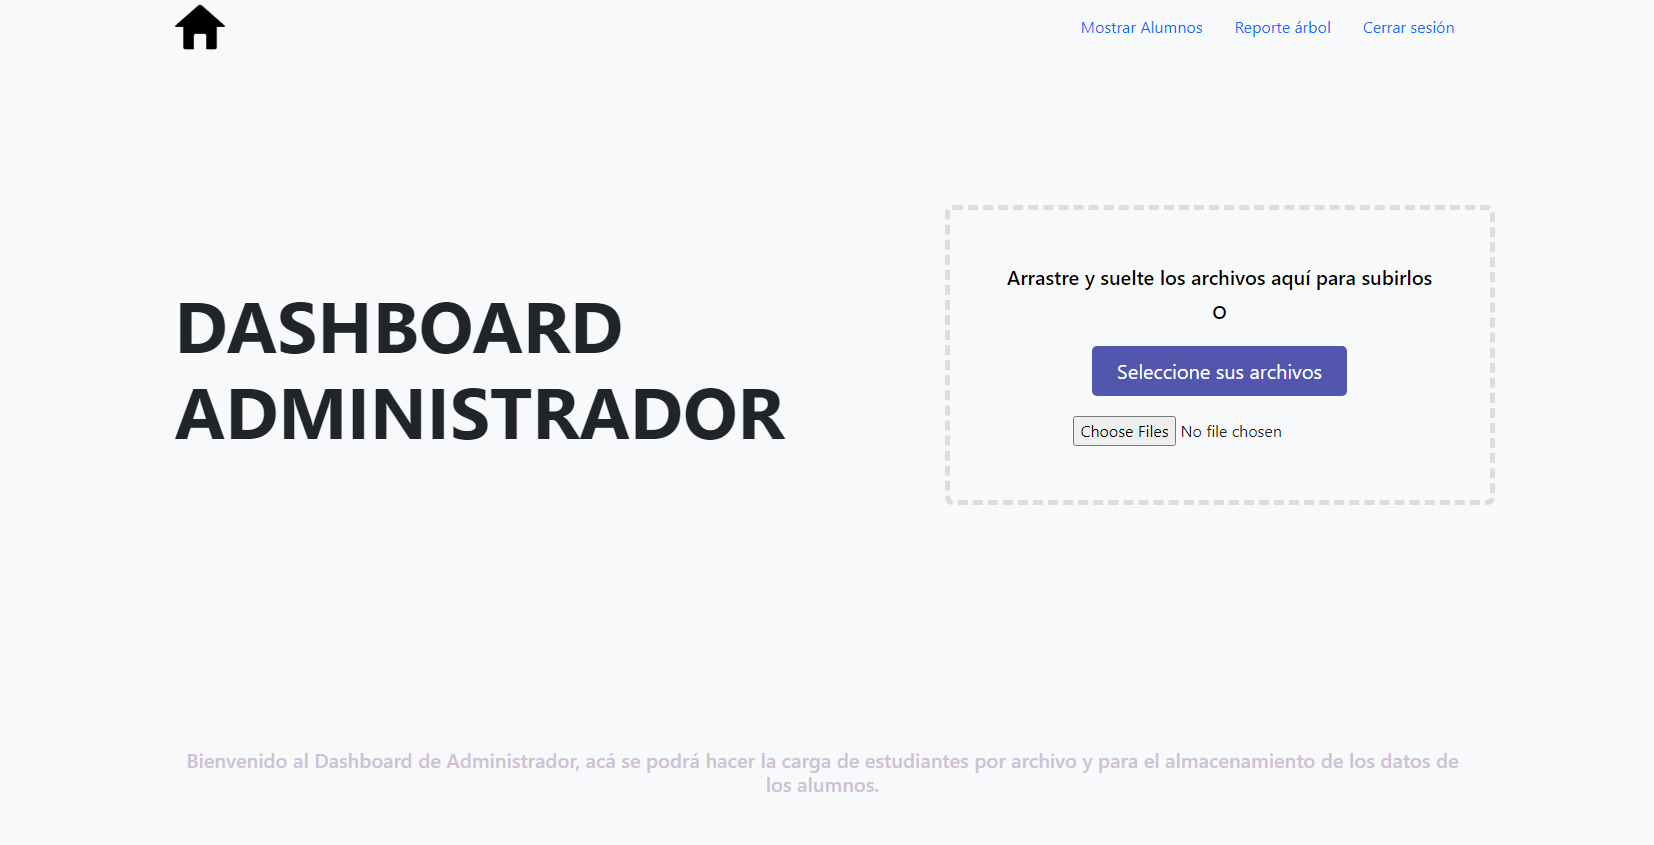 Mostrar Alumnos Reporte árbol Cerrar sesión
DASHBOARD
ADMINISTRADOR
Arrastre y suelte los archivos aquí para subirlos
O
Seleccione sus archivos
Choose Files No file chosen
Bienvenido al Dashboard de Administrador, acá se podrá hacer la carga de estudiantes por archivo y para el almacenamiento de los datos de
los alumnos.